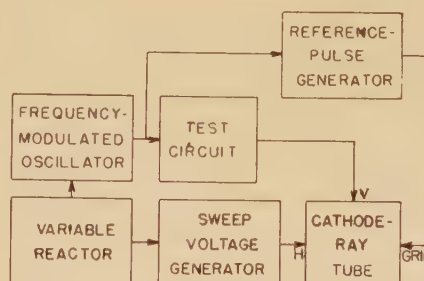 REFERENCE-
PULSE
GENERATOR
FREQUENCY-
MODULATED
OSCILLATOR
TEST
CIRCUIT
V
VARIABLE
REACTOR
SWEEP
VOLTAGE
GENERATOR
H
CATHODE-
RAY
TUBE